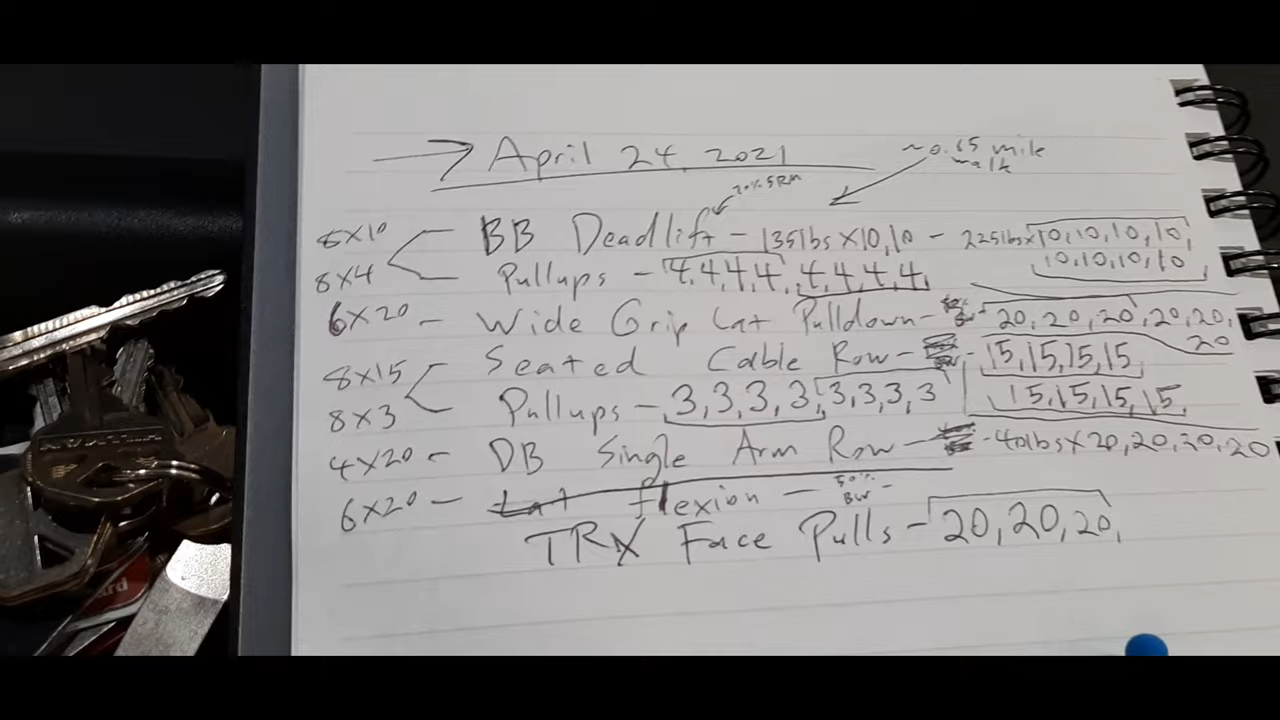 → April 24 2021
~0.65 mile
walk
70% 5RM
8X10 BB Deadlift - 135lbs X 10,10 - 225lbs X 10,10,10,10,
10,10,10,10
8X4 Pullups - 4,4,4,4,4,4,4,4
6X20 - Wide Grip Lat Pulldown - 20,20,20,20,20,
20
8X15 Seated Cable Row - 15,15,15,15
8X3 Pullups - 3,3,3,3,3,3,3,3 15,15,15,15,
4X20 - DB Single Arm Row - 40lbs X 20,20,20,20
6X20 - Lat flexion - 50%
BW -
TRX Face Pulls - 20,20,20,